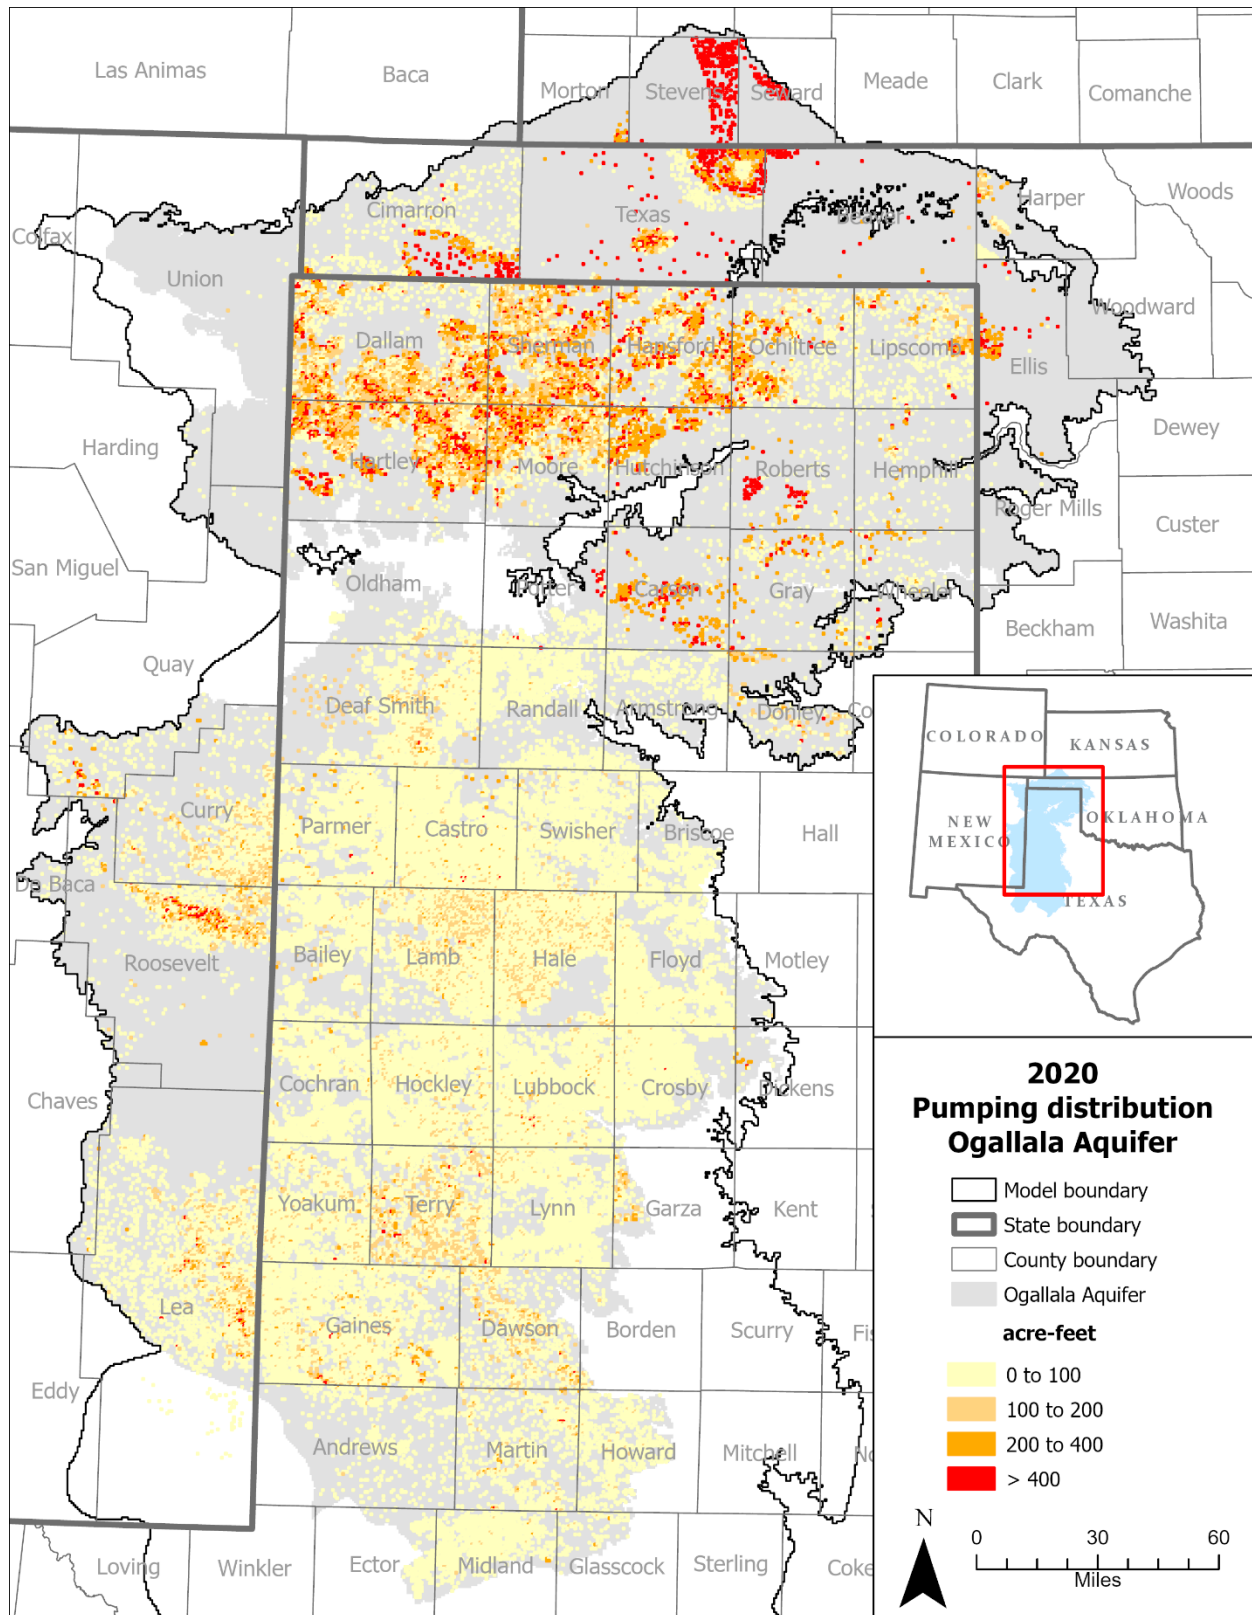 Las Animas
Baca
Morton
Stevens
Seward
Meade
Clark
Comanche
Colfax
Union
Cimarron
Texas
Beaver
Harper
Woods
Woodward
Dallam
Sherman
Hansford
Ochiltree
Lipscomb
Ellis
Harding
Hartley
Moore
Hutchinson
Roberts
Hemphill
Dewey
Roger Mills
Custer
San Miguel
Oldham
Potter
Carson
Gray
Wheeler
Beckham
Washita
Quay
Deaf Smith
Randall
Armstrong
Donley
Co
Curry
Parmer
Castro
Swisher
Briscoe
Hall
De Baca
Roosevelt
Bailey
Lamb
Hale
Floyd
Motley
Chaves
Cochran
Hockley
Lubbock
Crosby
Dickens
Yoakum
Terry
Lynn
Garza
Kent
Lea
Gaines
Dawson
Borden
Scurry
Fis
Eddy
Andrews
Martin
Howard
Mitchell
No
Loving
Winkler
Ector
Midland
Glasscock
Sterling
Coke
COLORADO
KANSAS
NEW
MEXICO
OKLAHOMA
TEXAS
2020
Pumping distribution
Ogallala Aquifer
Model boundary
State boundary
County boundary
Ogallala Aquifer
acre-feet
0 to 100
100 to 200
200 to 400
> 400
N
0 30 60
Miles